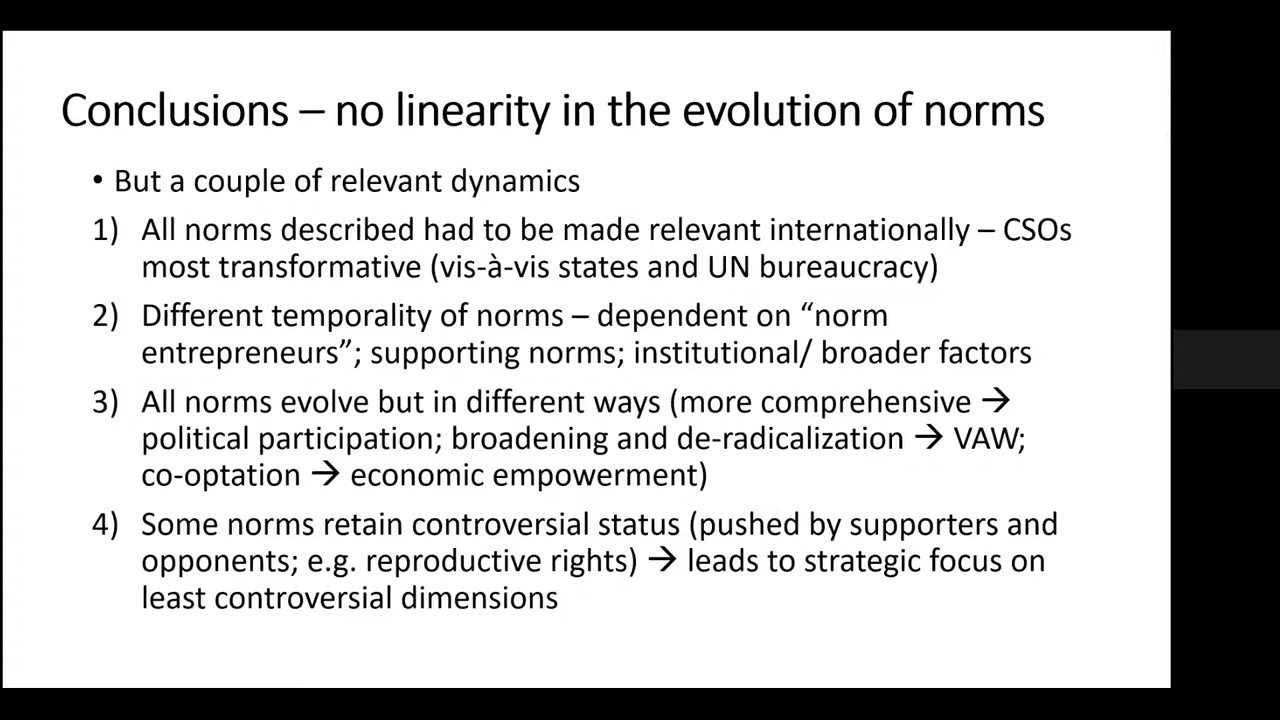 Conclusions – no linearity in the evolution of norms
• But a couple of relevant dynamics
1) All norms described had to be made relevant internationally – CSOs
most transformative (vis-à-vis states and UN bureaucracy)
2) Different temporality of norms – dependent on “norm
entrepreneurs”; supporting norms; institutional/ broader factors
3) All norms evolve but in different ways (more comprehensive →
political participation; broadening and de-radicalization → VAW;
co-optation → economic empowerment)
4) Some norms retain controversial status (pushed by supporters and
opponents; e.g. reproductive rights) → leads to strategic focus on
least controversial dimensions